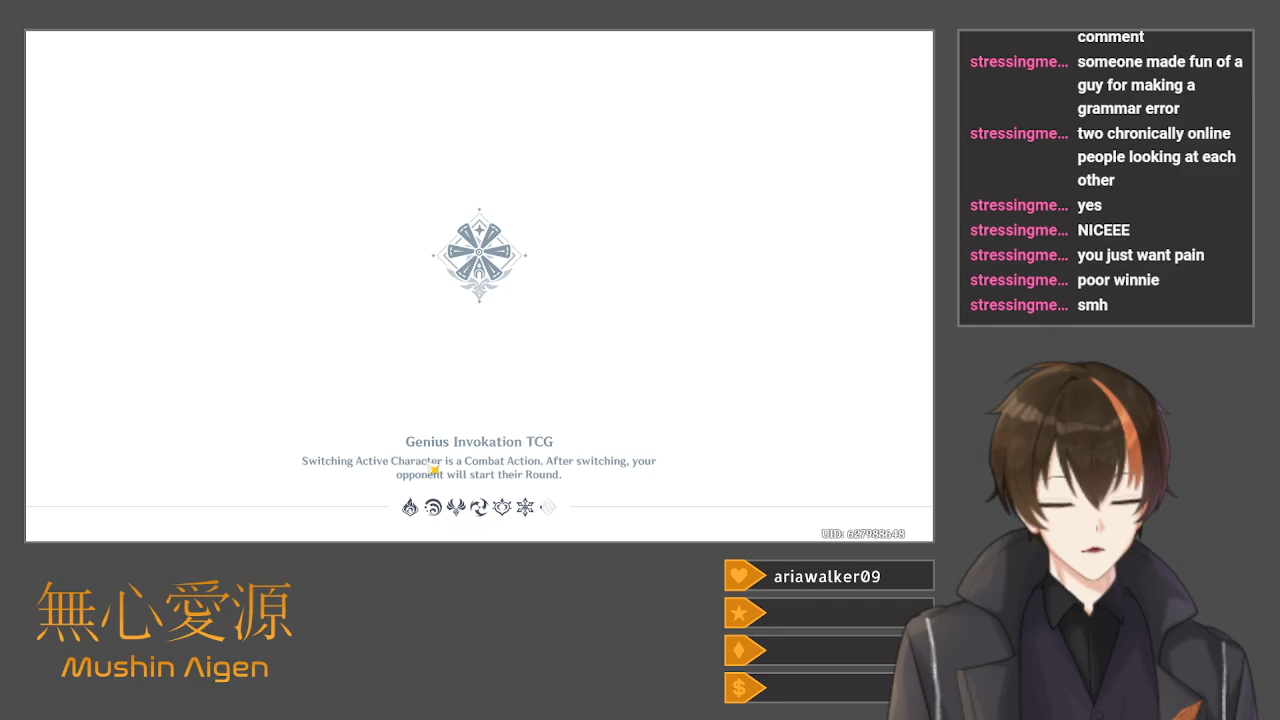 comment
stressingme... someone made fun of a
guy for making a
grammar error
stressingme... two chronically online
people looking at each
other
stressingme... yes
stressingme... NICEEE
stressingme... you just want pain
stressingme... poor winnie
stressingme... smh
Genius Invokation TCG
Switching Active Character is a Combat Action. After switching, your
opponent will start their Round.
UID: 627988648
ariawalker09
無心愛源
Mushin Aigen